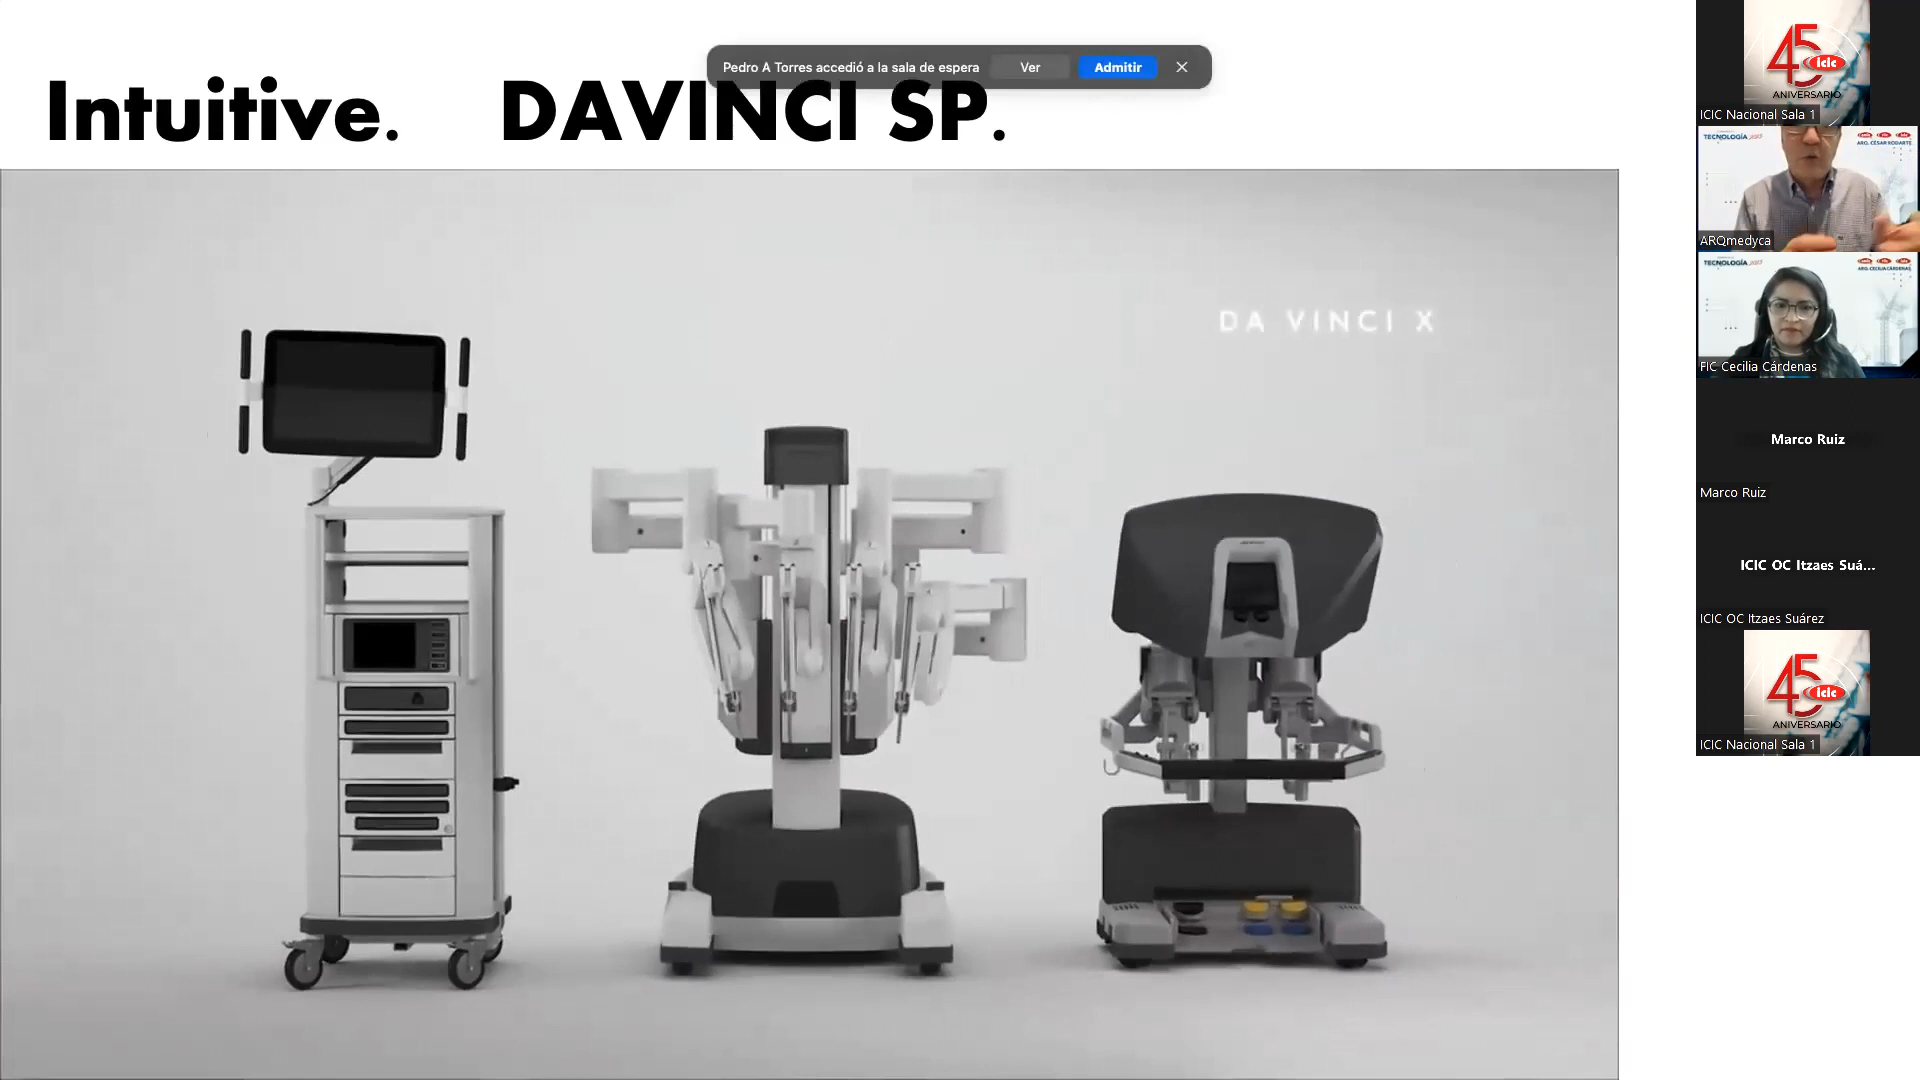 Pedro A Torres accedió a la sala de espera
Ver
Admitir
Intuitive.
DAVINCI SP.
DA VINCI X
45
icic
ANIVERSARIO
ICIC Nacional Sala 1
TECNOLOGÍA 2023
ARQ. CÉSAR RODARTE
ARQmedyca
TECNOLOGÍA 2023
ARQ. CECILIA CÁRDENAS
FIC Cecilia Cárdenas
Marco Ruiz
Marco Ruiz
ICIC OC Itzaes Suá...
ICIC OC Itzaes Suárez
45
icic
ANIVERSARIO
ICIC Nacional Sala 1